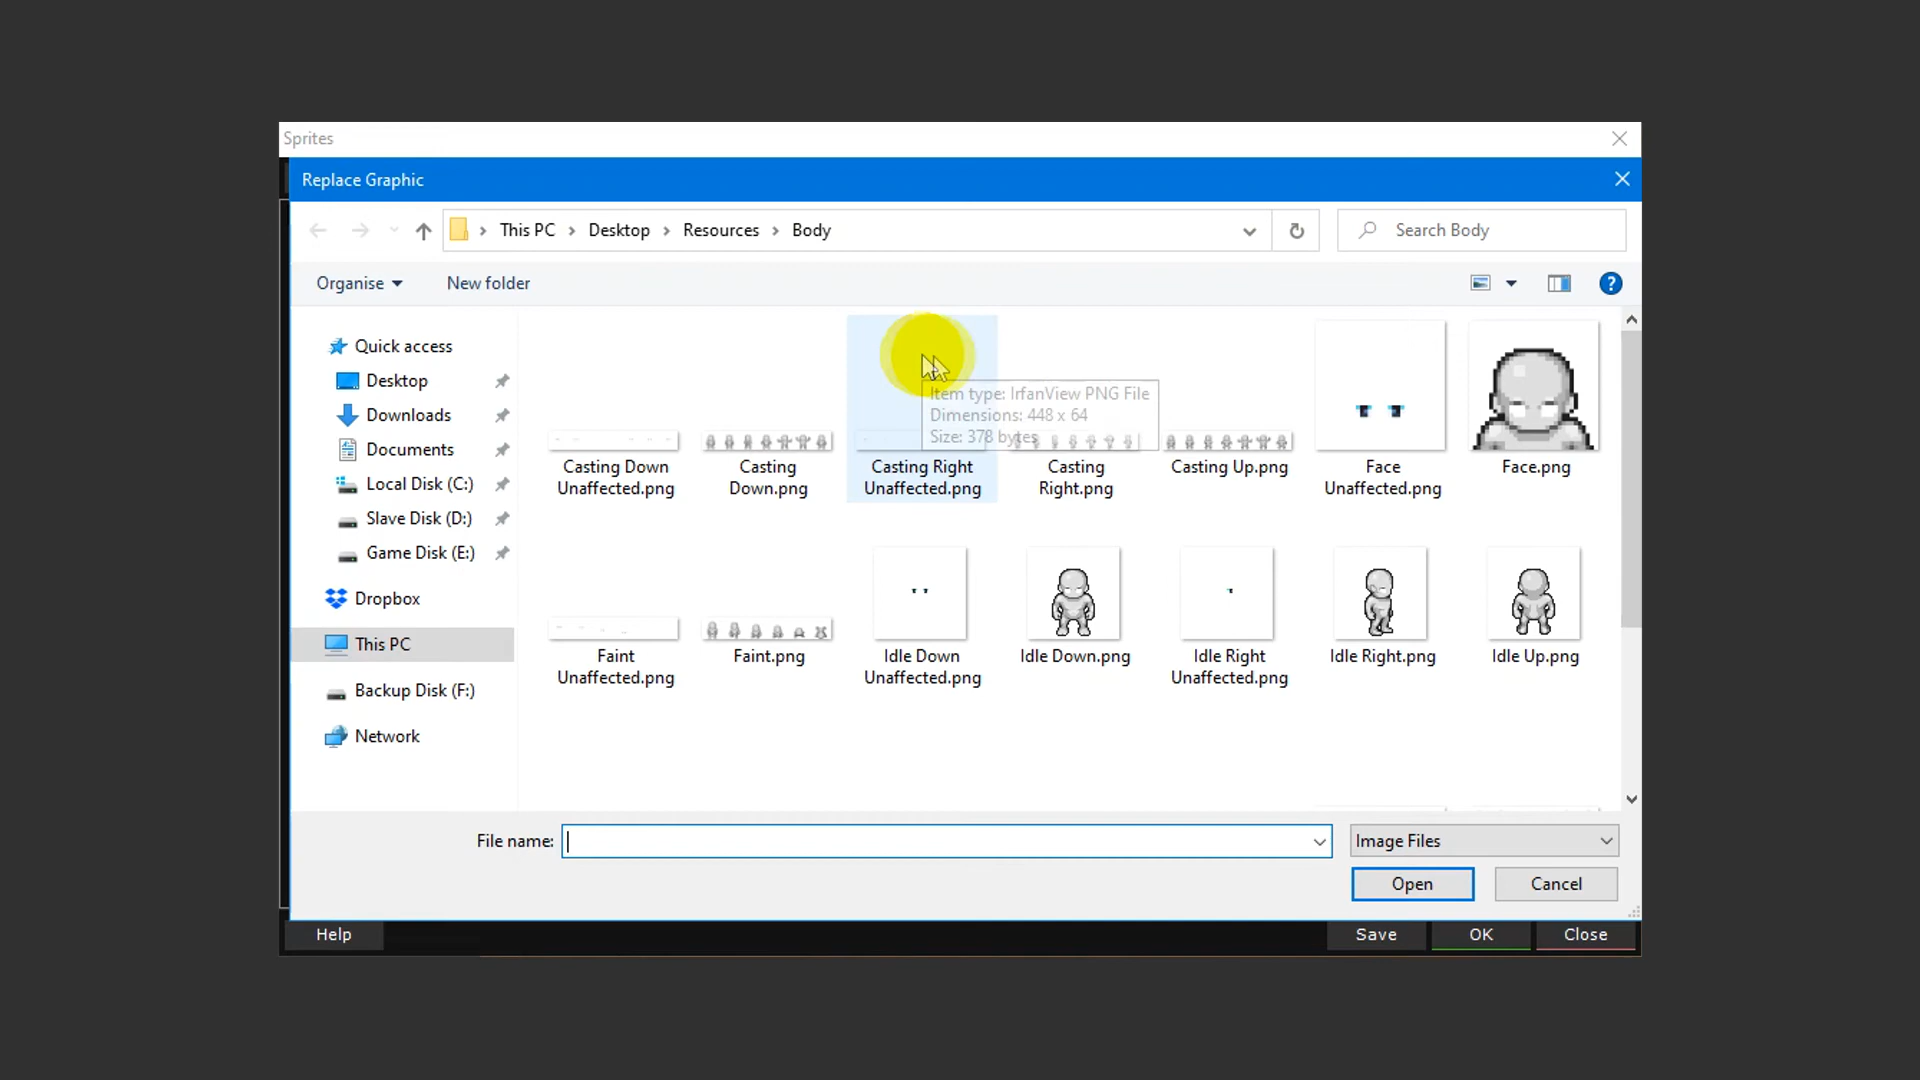 Sprites
Replace Graphic
This PC
Desktop
Resources
Body
Search Body
Organise
New folder
?
Quick access
Desktop
Downloads
Documents
Local Disk (C:)
Slave Disk (D:)
Game Disk (E:)
Dropbox
This PC
Backup Disk (F:)
Network
Item type: IrfanView PNG File
Dimensions: 448 x 64
Size: 378 bytes
Casting Down
Unaffected.png
Casting
Down.png
Casting Right
Unaffected.png
Casting
Right.png
Casting Up.png
Face
Unaffected.png
Face.png
Faint
Unaffected.png
Faint.png
Idle Down
Unaffected.png
Idle Down.png
Idle Right
Unaffected.png
Idle Right.png
Idle Up.png
File name:
Image Files
Open
Cancel
Help
Save
OK
Close